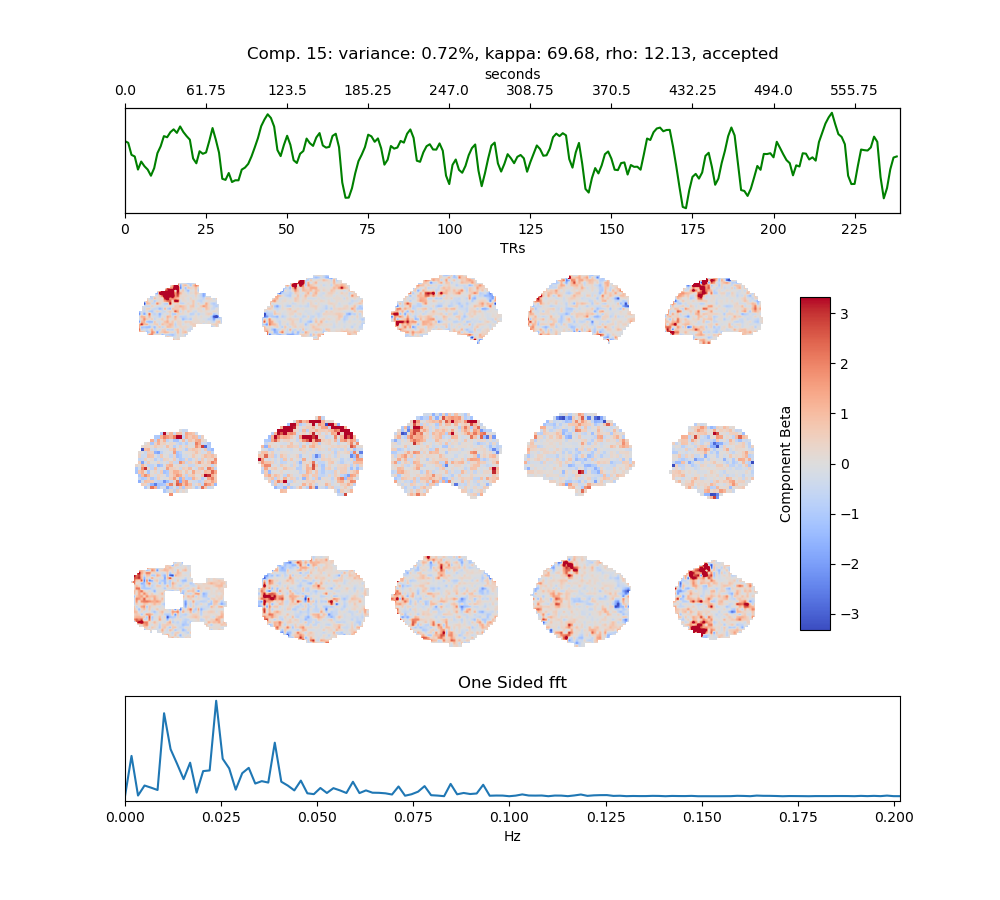 Comp. 15: variance: 0.72%, kappa: 69.68, rho: 12.13, accepted
seconds
0.0 61.75 123.5 185.25 247.0 308.75 370.5 432.25 494.0 555.75
0 25 50 75 100 125 150 175 200 225
TRs
3
2
1
0
−1
−2
−3
Component Beta
One Sided fft
0.000 0.025 0.050 0.075 0.100 0.125 0.150 0.175 0.200
Hz